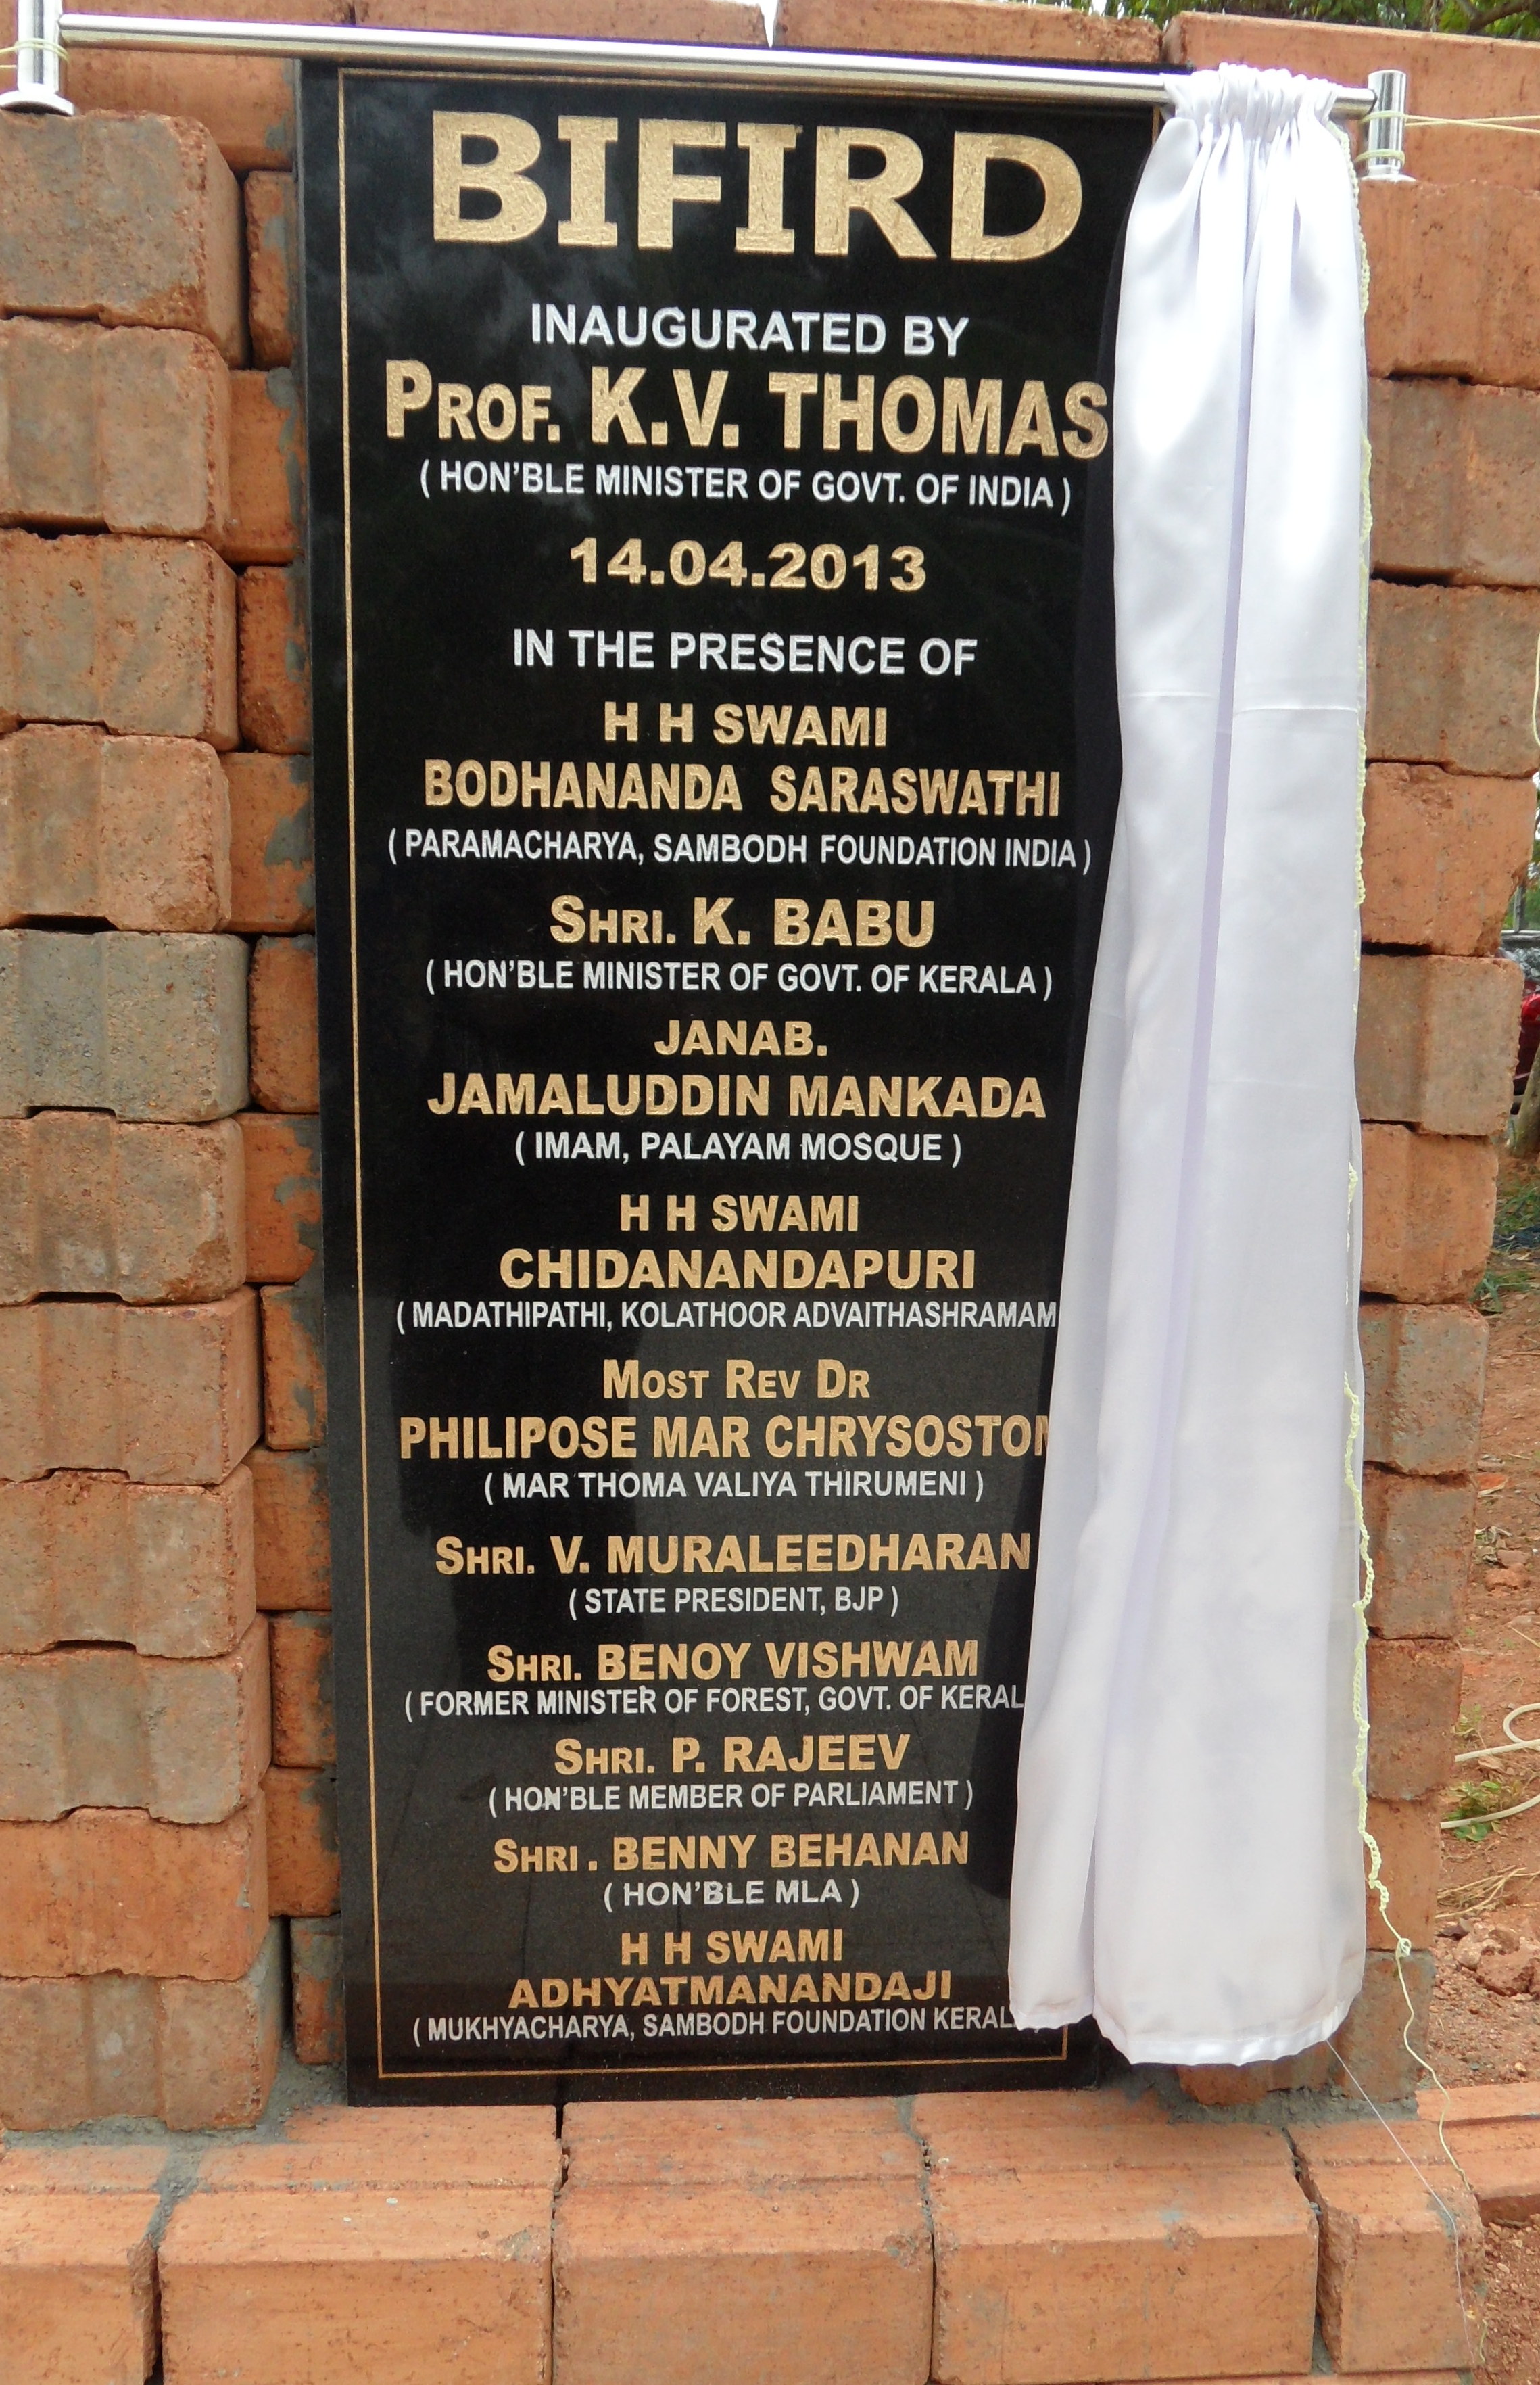 BIFIRD
INAUGURATED BY
PROF. K.V. THOMAS
( HON'BLE MINISTER OF GOVT. OF INDIA )
14.04.2013
IN THE PRESENCE OF
H H SWAMI
BODHANANDA SARASWATHI
( PARAMACHARYA, SAMBODH FOUNDATION INDIA )
SHRI. K. BABU
( HON'BLE MINISTER OF GOVT. OF KERALA )
JANAB.
JAMALUDDIN MANKADA
( IMAM, PALAYAM MOSQUE )
H H SWAMI
CHIDANANDAPURI
( MADATHIPATHI, KOLATHOOR ADVAITHASHRAMAM
MOST REV DR
PHILIPOSE MAR
( MAR THOMA VALIYA THIRUMENI )
SHRI. V. MURALEEDHARAN
( STATE PRESIDENT, BJP )
SHRI. BENOY VISHWAM
( FORMER MINISTER OF FOREST, GOVT. OF
SHRI. P. RAJEEV
( HON'BLE MEMBER OF PARLIAMENT )
SHRI . BENNY BEHANAN
( HON'BLE MLA )
H H SWAMI
ADHYATMANANDAJI
( MUKHYACHARYA, SAMBODH FOUNDATION